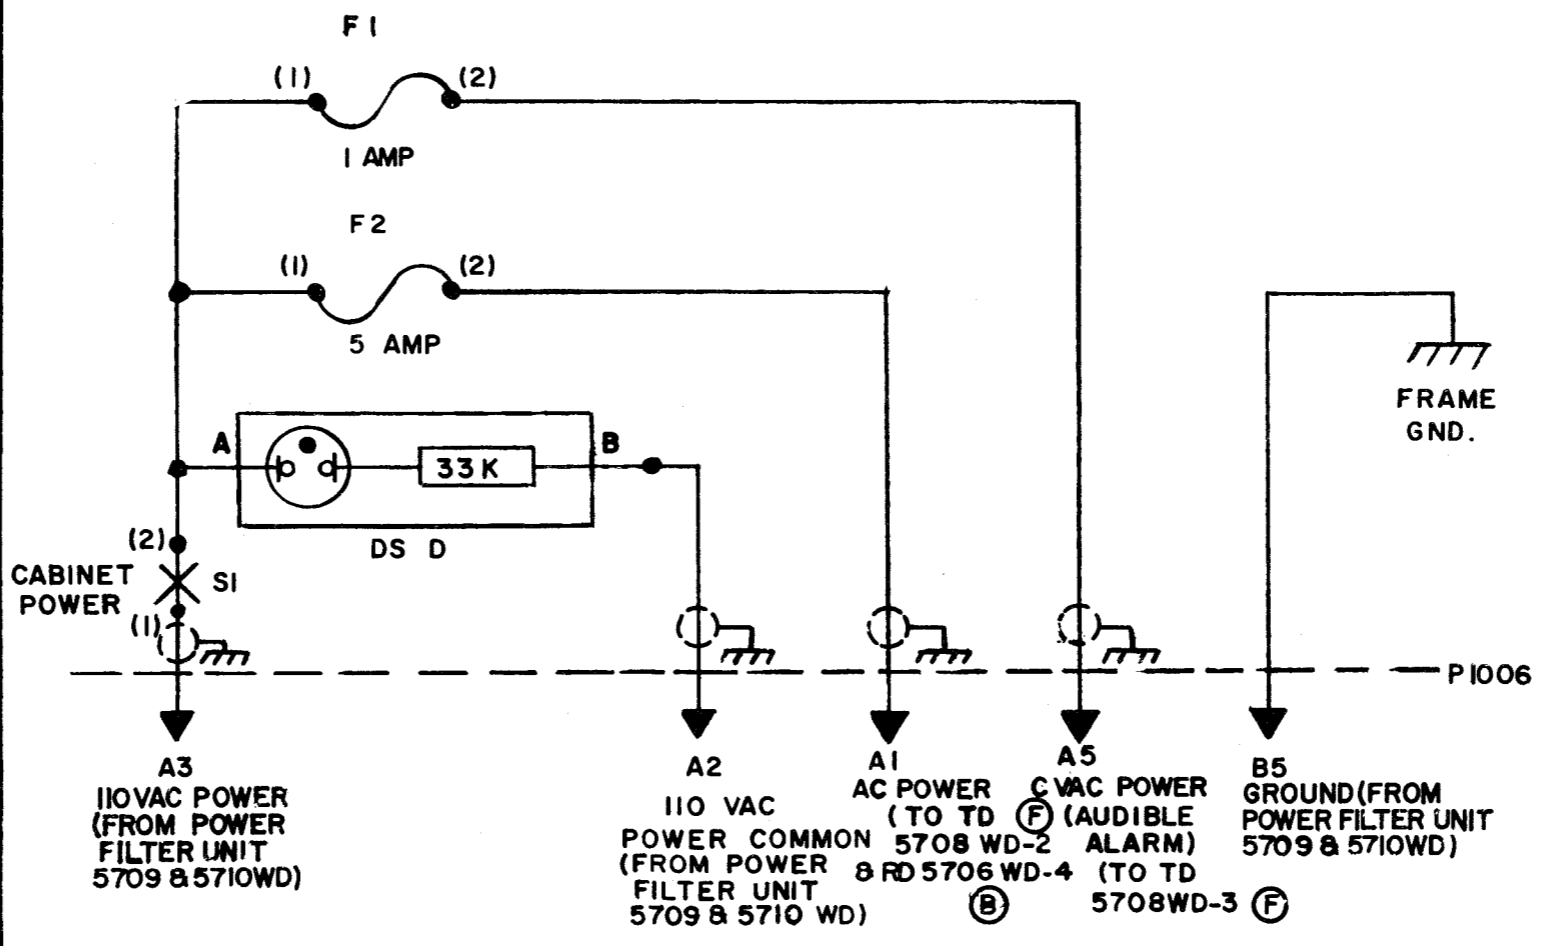 F1
(1) (2)
1 AMP
F2
(1) (2)
5 AMP
FRAME
GND.
A B
33K
DS D
(2)
CABINET
POWER
S1
(1)
P1006
A3
110VAC POWER
(FROM POWER
FILTER UNIT
5709 & 5710WD)
A2
110 VAC
POWER COMMON
(FROM POWER
FILTER UNIT
5709 & 5710 WD)
A1
AC POWER
(TO TD F
5708 WD-2
& RD 5706 WD-4
B
A5
CVAC POWER
(AUDIBLE
ALARM)
(TO TD
5708WD-3 F
B5
GROUND(FROM
POWER FILTER UNIT
5709 & 5710WD)